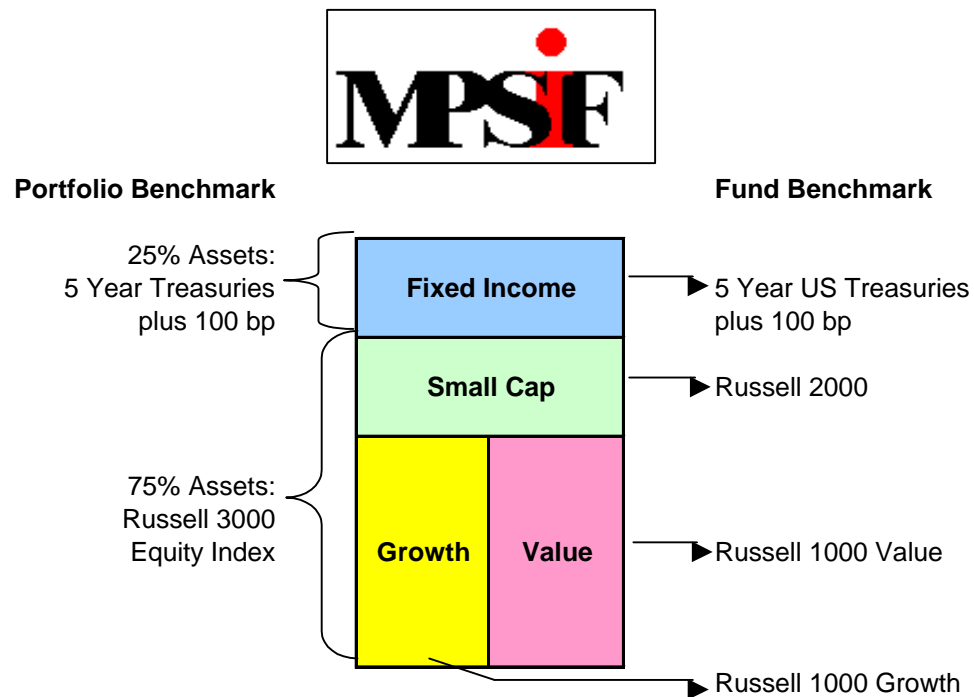 MPSiF
Portfolio Benchmark
Fund Benchmark
25% Assets:
5 Year Treasuries
plus 100 bp
Fixed Income
5 Year US Treasuries
plus 100 bp
Small Cap
Russell 2000
75% Assets:
Russell 3000
Equity Index
Growth
Value
Russell 1000 Value
Russell 1000 Growth